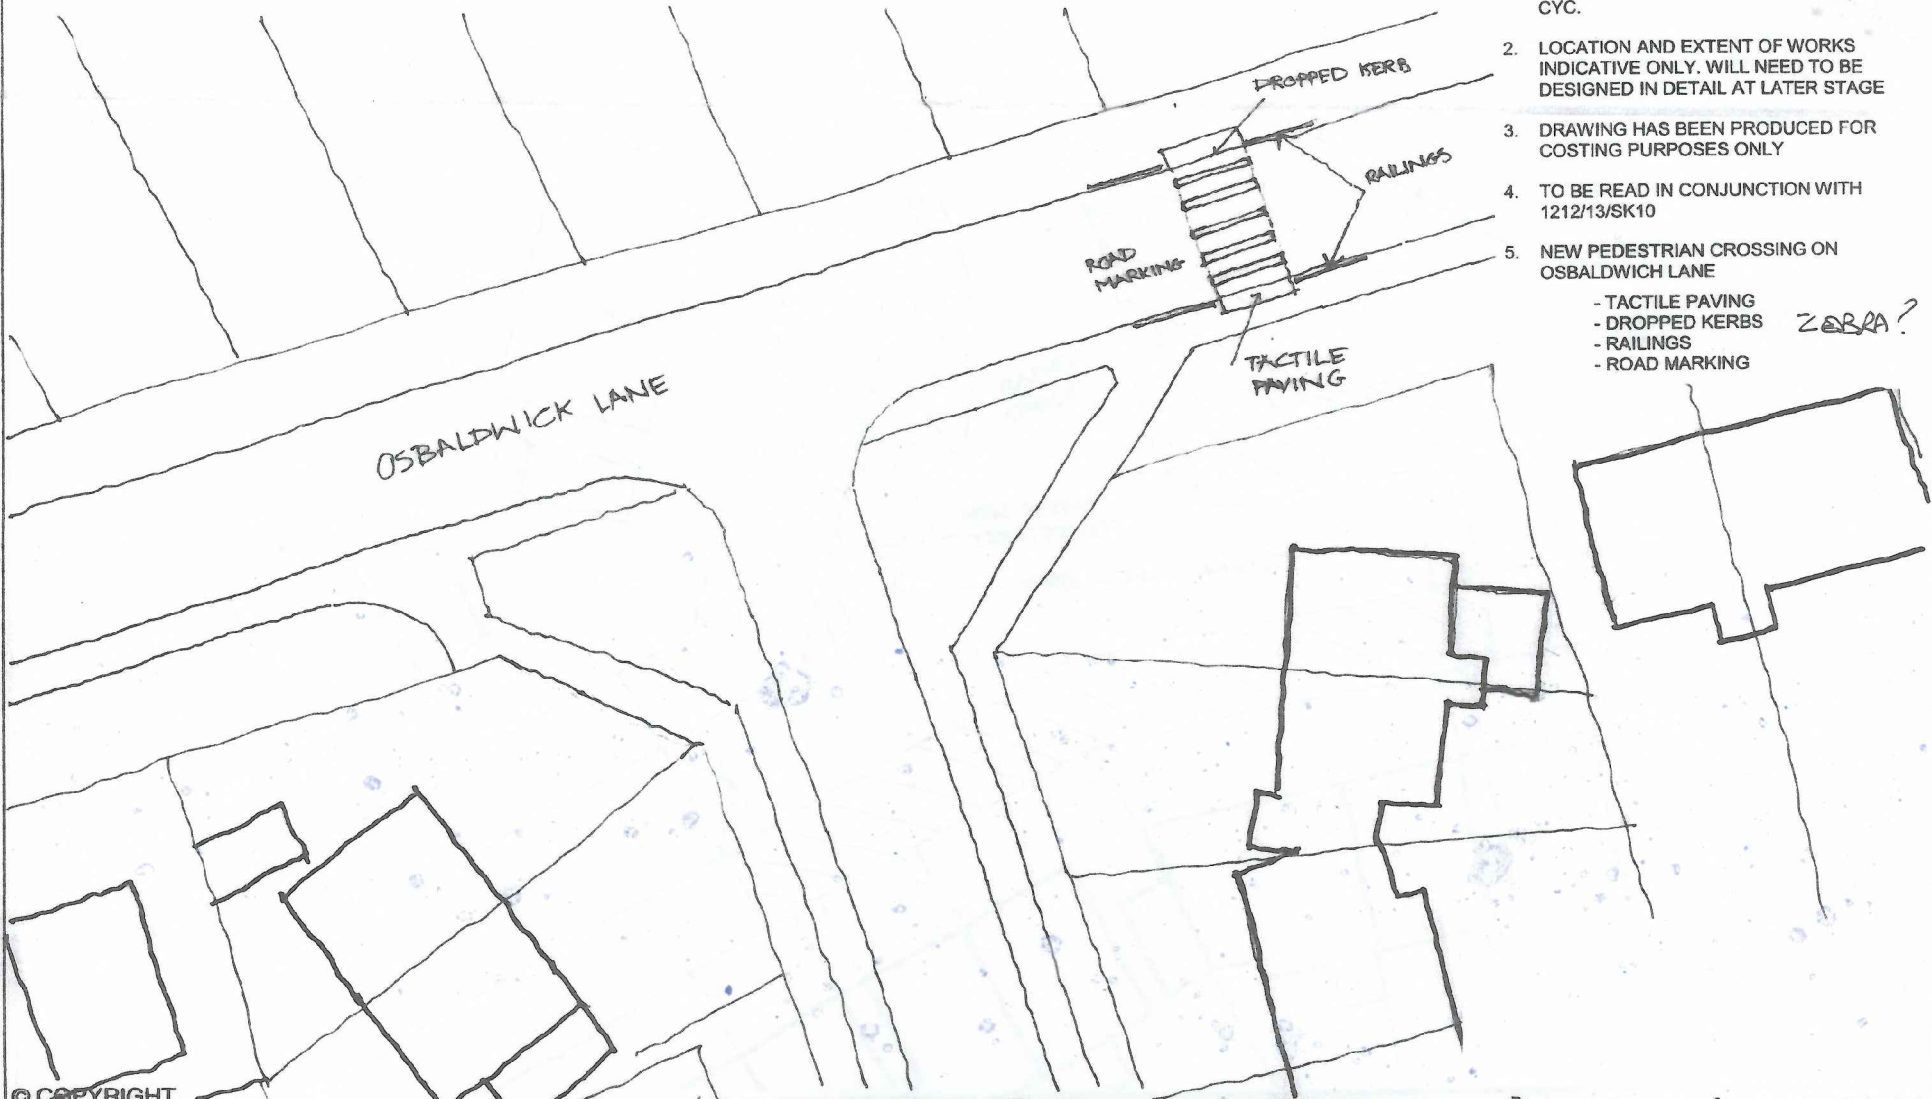 CYC.
2. LOCATION AND EXTENT OF WORKS
INDICATIVE ONLY. WILL NEED TO BE
DESIGNED IN DETAIL AT LATER STAGE
3. DRAWING HAS BEEN PRODUCED FOR
COSTING PURPOSES ONLY
4. TO BE READ IN CONJUNCTION WITH
1212/13/SK10
5. NEW PEDESTRIAN CROSSING ON
OSBALDWICH LANE
- TACTILE PAVING
- DROPPED KERBS
- RAILINGS
- ROAD MARKING
ZEBRA?
DROPPED KERB
RAILINGS
ROAD
MARKING
TACTILE
PAVING
OSBALDWICK LANE
© COPYRIGHT